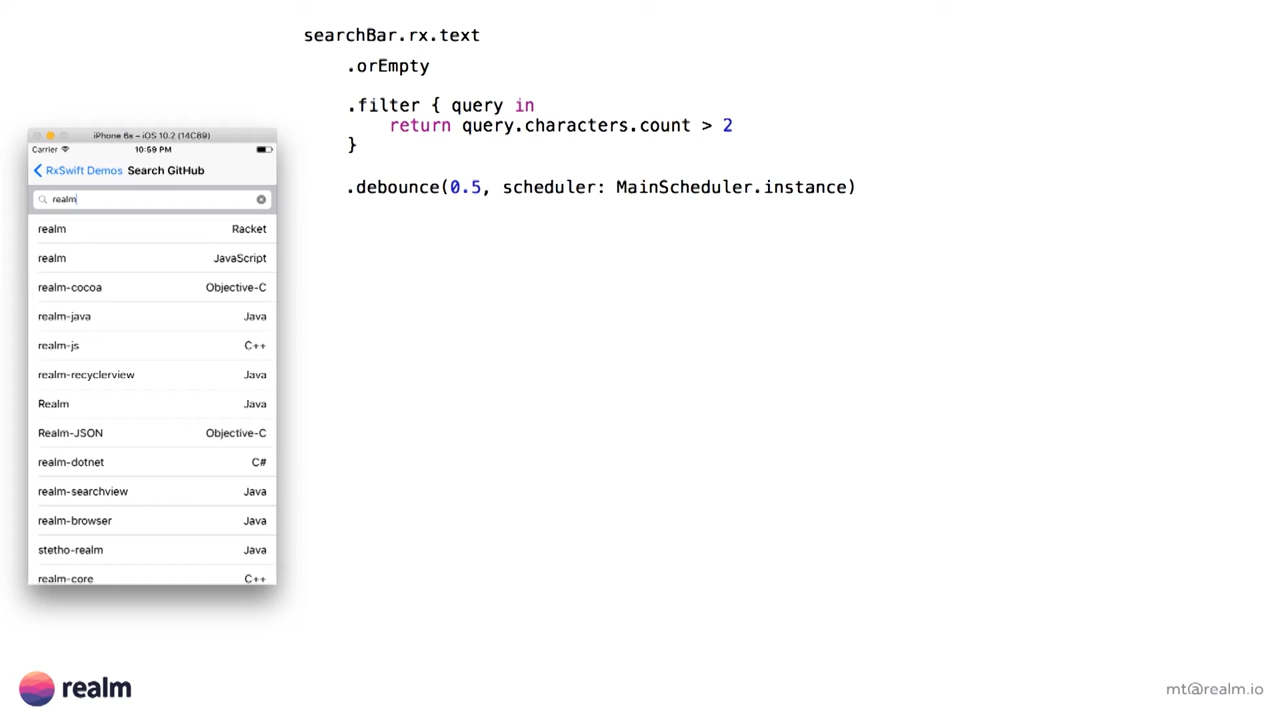 searchBar.rx.text
.orEmpty
.filter { query in
return query.characters.count > 2
}
.debounce(0.5, scheduler: MainScheduler.instance)
iPhone 6s – iOS 10.2 (14C89)
Carrier 10:59 PM
RxSwift Demos Search GitHub
realm
realm Racket
realm JavaScript
realm-cocoa Objective-C
realm-java Java
realm-js C++
realm-recyclerview Java
Realm Java
Realm-JSON Objective-C
realm-dotnet C#
realm-searchview Java
realm-browser Java
stetho-realm Java
realm-core C++
realm
mt@realm.io